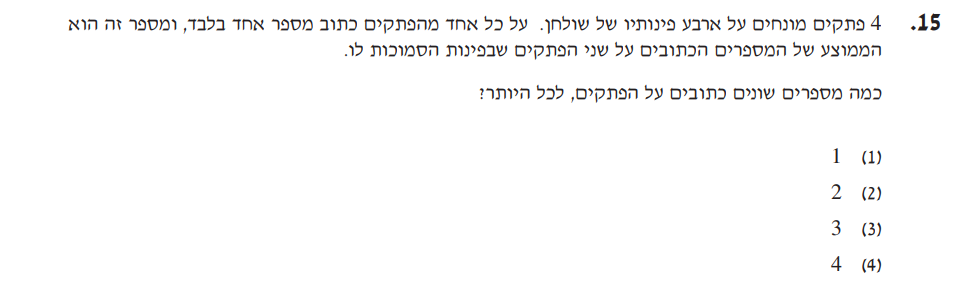 15. 4 פתקים מונחים על ארבע פינותיו של שולחן. על כל אחד מהפתקים כתוב מספר אחד בלבד, ומספר זה הוא
הממוצע של המספרים הכתובים על שני הפתקים שבפינות הסמוכות לו.
כמה מספרים שונים כתובים על הפתקים, לכל היותר?
(1) 1
(2) 2
(3) 3
(4) 4